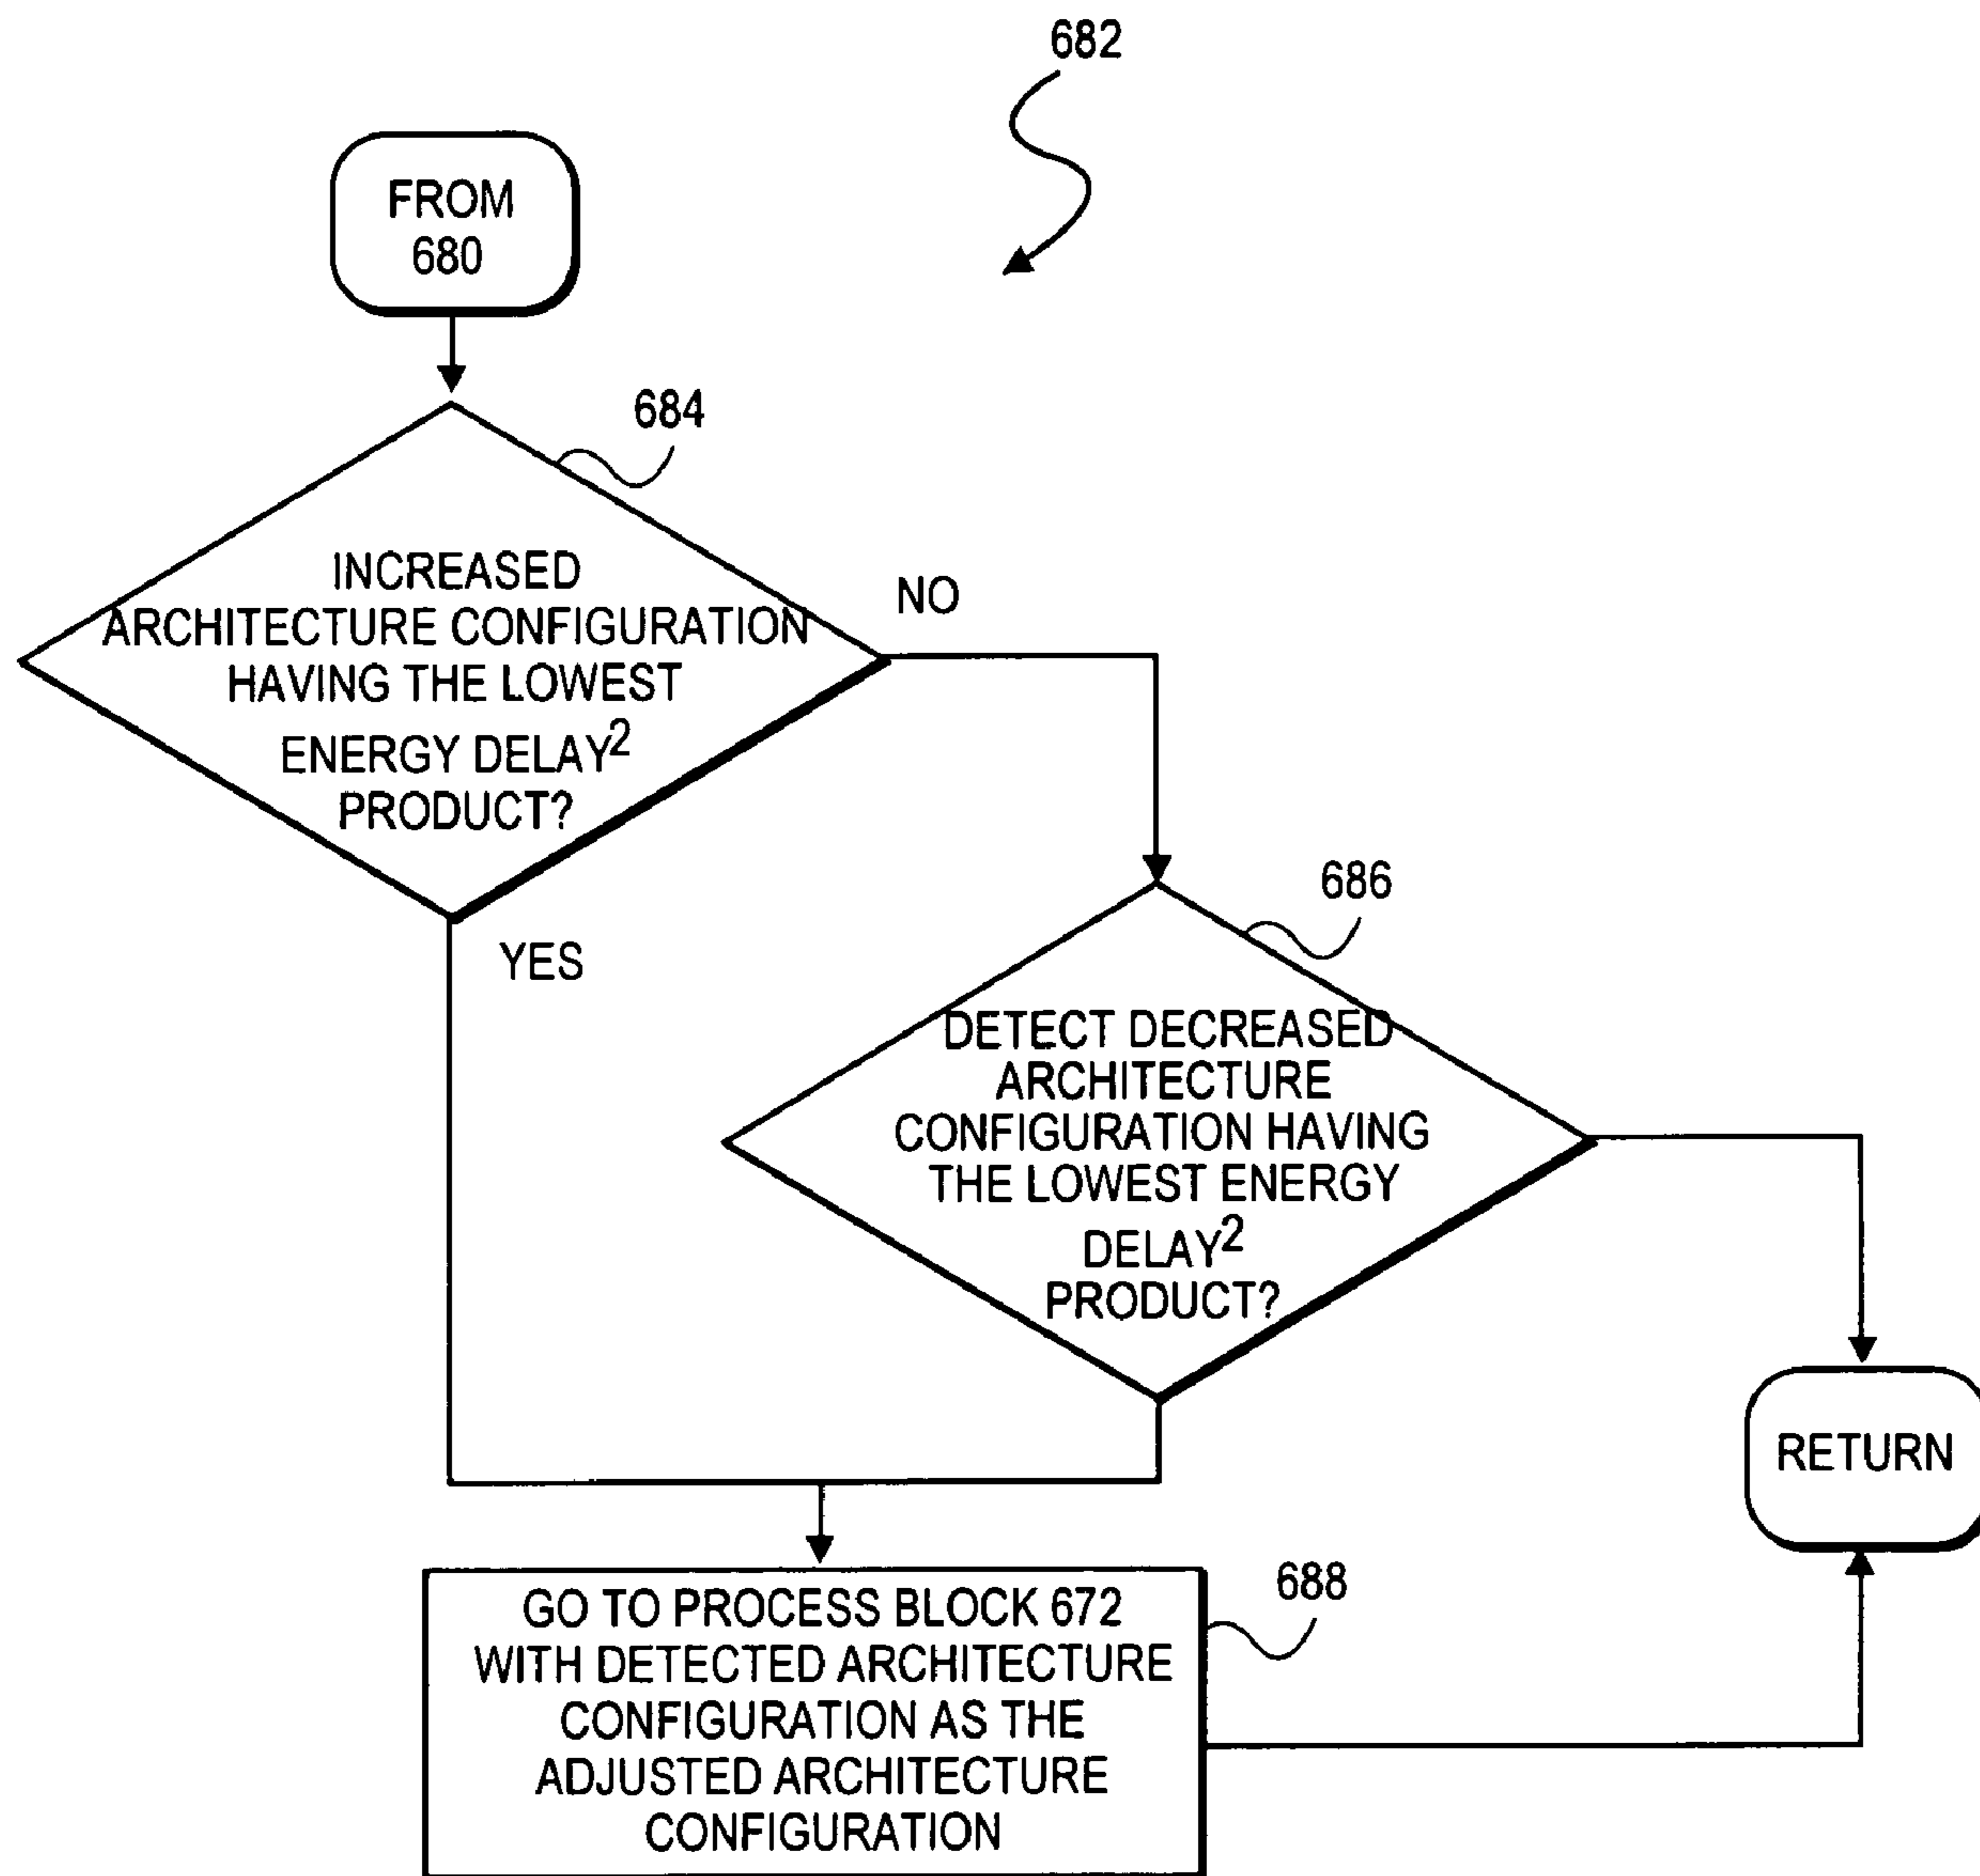 682
FROM
680
684
INCREASED
ARCHITECTURE CONFIGURATION
HAVING THE LOWEST
ENERGY DELAY²
PRODUCT?
NO
YES
686
DETECT DECREASED
ARCHITECTURE
CONFIGURATION HAVING
THE LOWEST ENERGY
DELAY²
PRODUCT?
RETURN
688
GO TO PROCESS BLOCK 672
WITH DETECTED ARCHITECTURE
CONFIGURATION AS THE
ADJUSTED ARCHITECTURE
CONFIGURATION